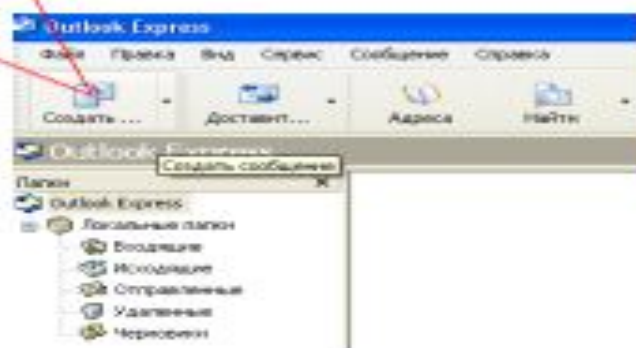 Outlook Express
Файл Правка Вид Сервис Сообщение Справка
Создать ... Доставит... Адреса Найти
Outlook Express
Создать сообщение
Папки
Outlook Express
Локальные папки
Входящие
Исходящие
Отправленные
Удаленные
Черновики